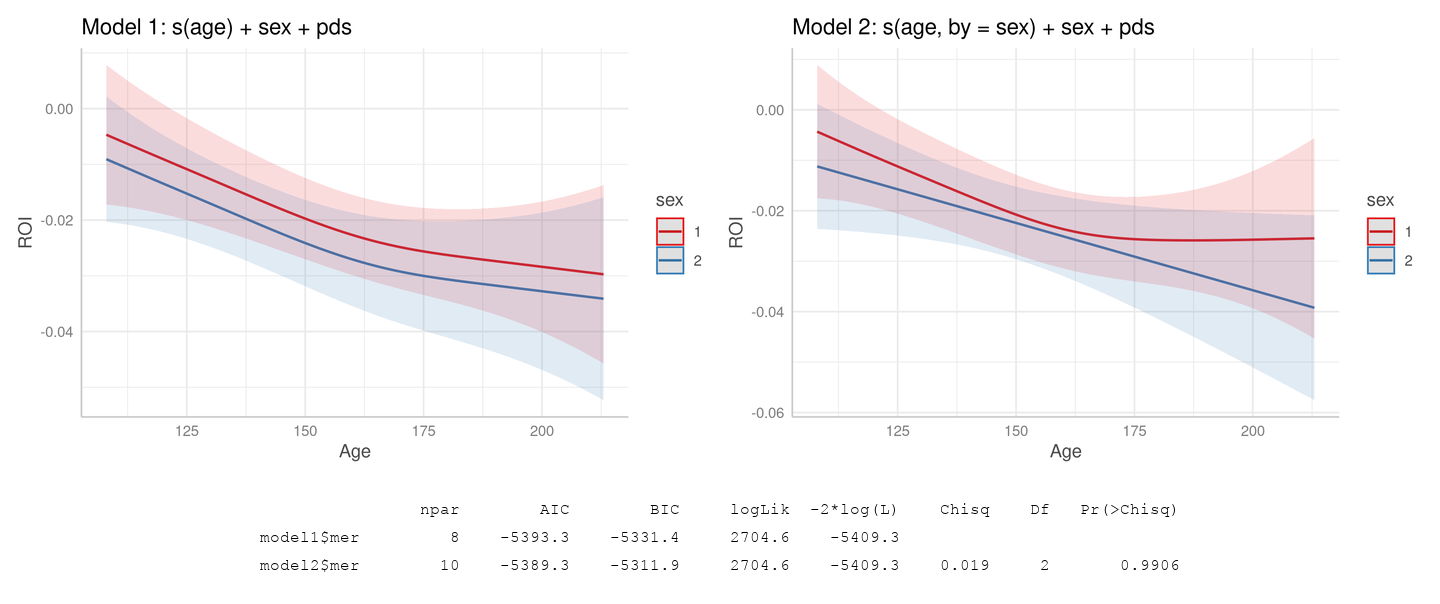 Model 1: s(age) + sex + pds
0.00
-0.02
-0.04
ROI
125 150 175 200
Age
sex
1
2
Model 2: s(age, by = sex) + sex + pds
0.00
-0.02
-0.04
-0.06
ROI
125 150 175 200
Age
sex
1
2
npar AIC BIC logLik -2*log(L) Chisq Df Pr(>Chisq)
model1$mer 8 -5393.3 -5331.4 2704.6 -5409.3
model2$mer 10 -5389.3 -5311.9 2704.6 -5409.3 0.019 2 0.9906